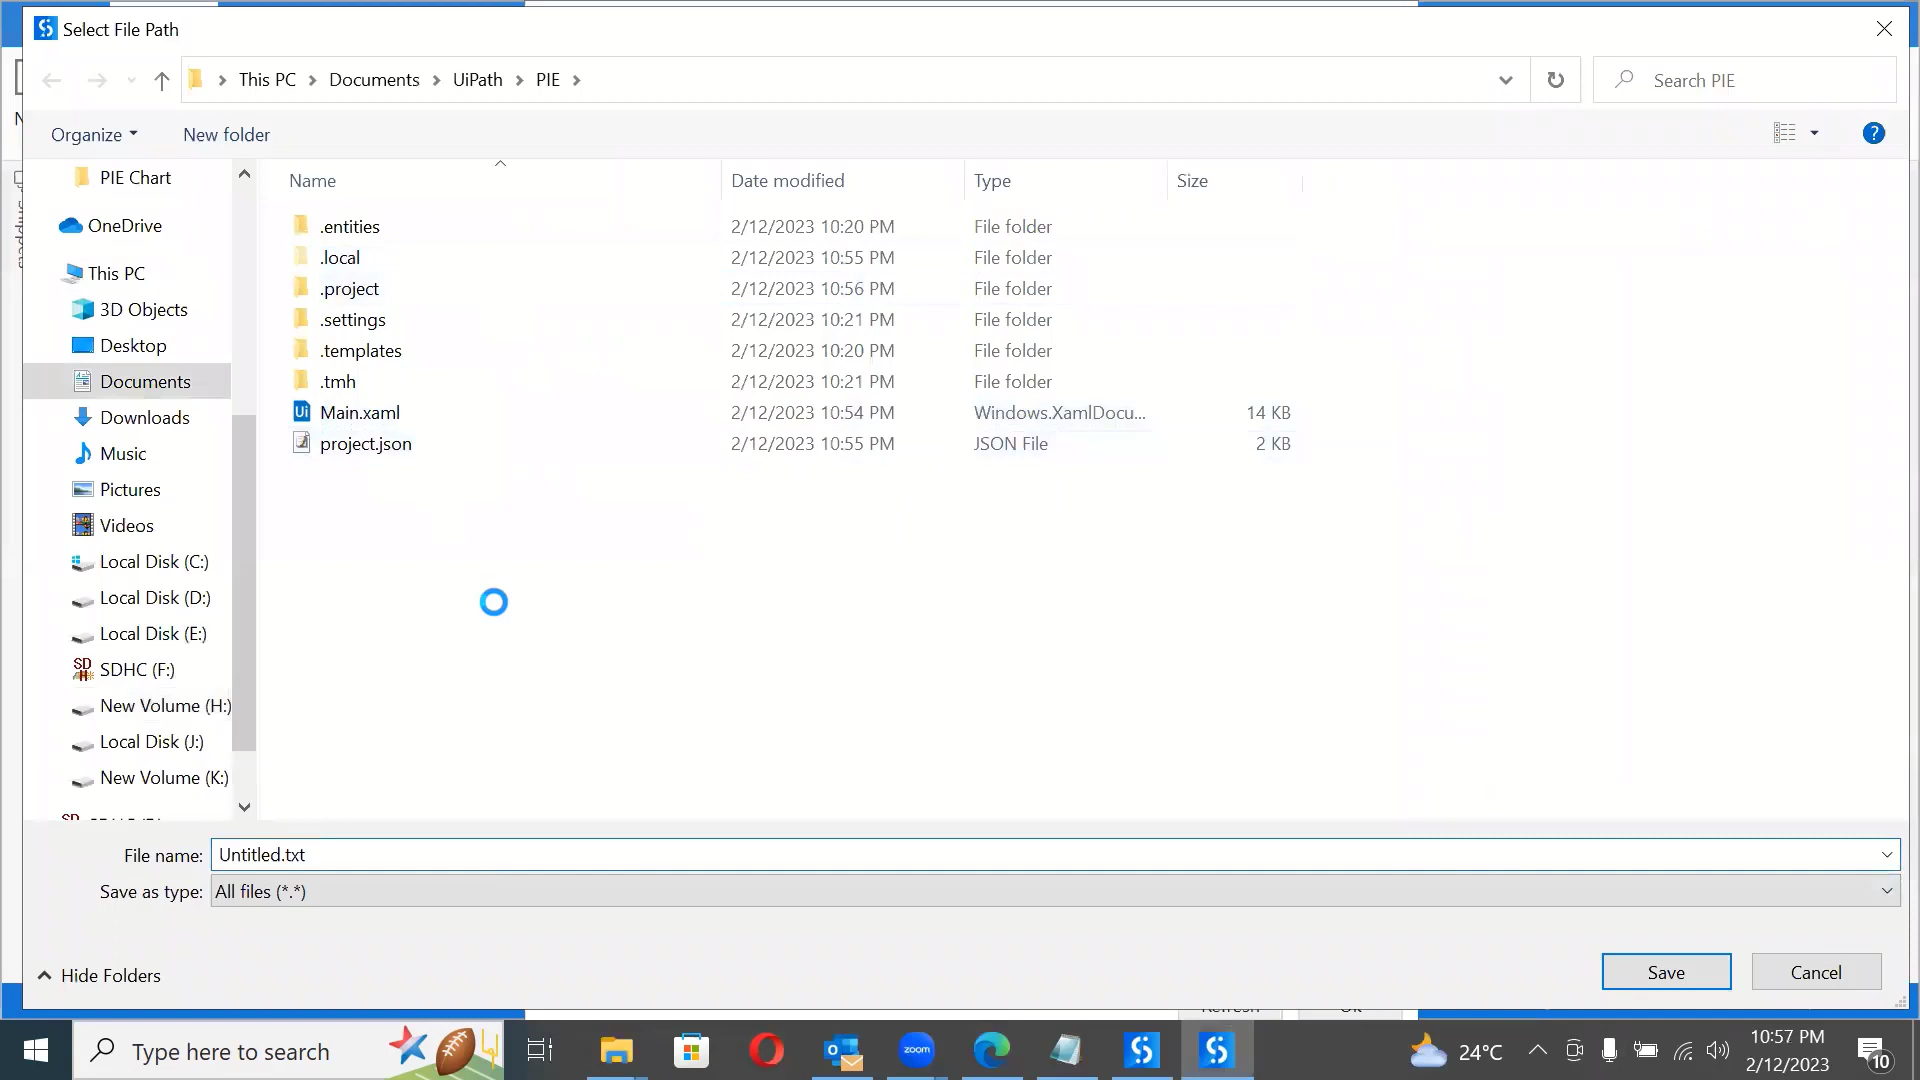 Select File Path
This PC > Documents > UiPath > PIE >
Search PIE
Organize
New folder
Name
Date modified
Type
Size
PIE Chart
OneDrive
This PC
3D Objects
Desktop
Documents
Downloads
Music
Pictures
Videos
Local Disk (C:)
Local Disk (D:)
Local Disk (E:)
SDHC (F:)
New Volume (H:)
Local Disk (J:)
New Volume (K:)
.entities 2/12/2023 10:20 PM File folder
.local 2/12/2023 10:55 PM File folder
.project 2/12/2023 10:56 PM File folder
.settings 2/12/2023 10:21 PM File folder
.templates 2/12/2023 10:20 PM File folder
.tmh 2/12/2023 10:21 PM File folder
Main.xaml 2/12/2023 10:54 PM Windows.XamlDocu... 14 KB
project.json 2/12/2023 10:55 PM JSON File 2 KB
File name: Untitled.txt
Save as type: All files (*.*)
Hide Folders
Save
Cancel
Type here to search
zoom
24°C
10:57 PM
2/12/2023
10